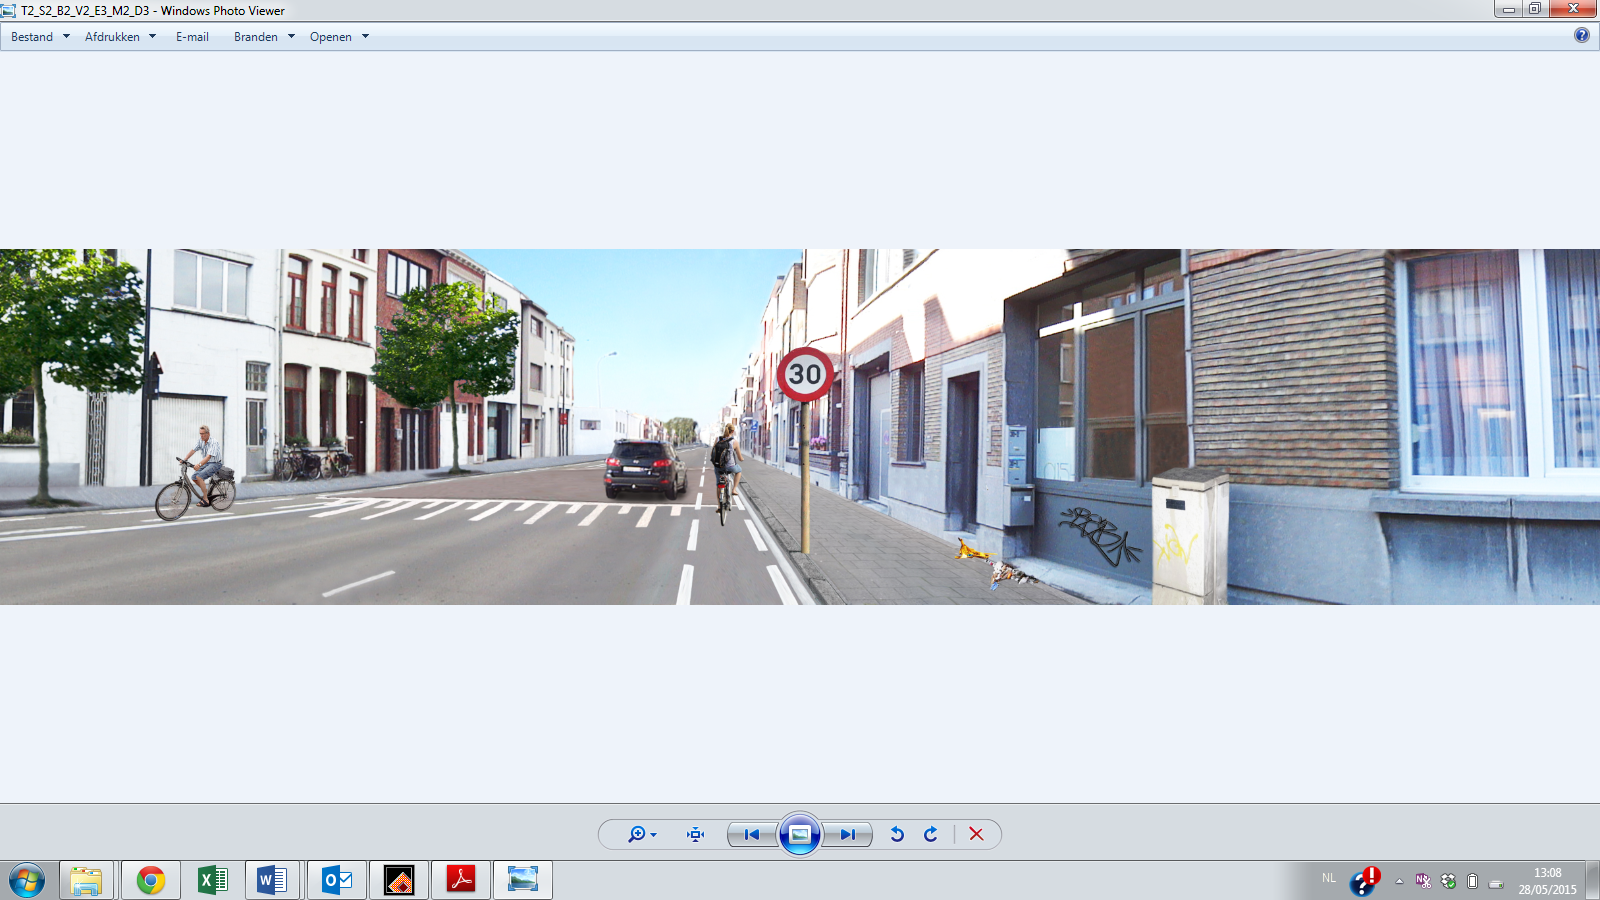 T2_S2_B2_V2_E3_M2_D3 - Windows Photo Viewer
Bestand Afdrukken E-mail Branden Openen
30
NL
13:08
28/05/2015